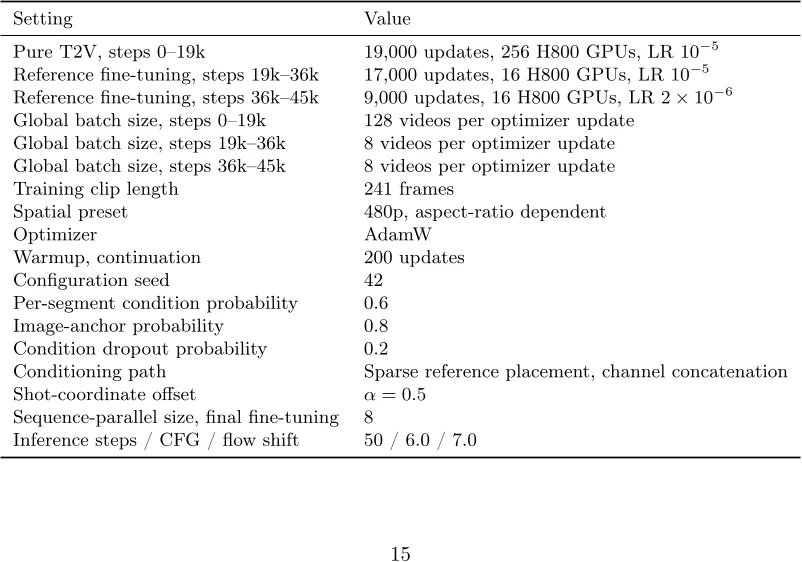 Setting Value
Pure T2V, steps 0–19k 19,000 updates, 256 H800 GPUs, LR 10⁻⁵
Reference fine-tuning, steps 19k–36k 17,000 updates, 16 H800 GPUs, LR 10⁻⁵
Reference fine-tuning, steps 36k–45k 9,000 updates, 16 H800 GPUs, LR 2 × 10⁻⁶
Global batch size, steps 0–19k 128 videos per optimizer update
Global batch size, steps 19k–36k 8 videos per optimizer update
Global batch size, steps 36k–45k 8 videos per optimizer update
Training clip length 241 frames
Spatial preset 480p, aspect-ratio dependent
Optimizer AdamW
Warmup, continuation 200 updates
Configuration seed 42
Per-segment condition probability 0.6
Image-anchor probability 0.8
Condition dropout probability 0.2
Conditioning path Sparse reference placement, channel concatenation
Shot-coordinate offset α = 0.5
Sequence-parallel size, final fine-tuning 8
Inference steps / CFG / flow shift 50 / 6.0 / 7.0
15